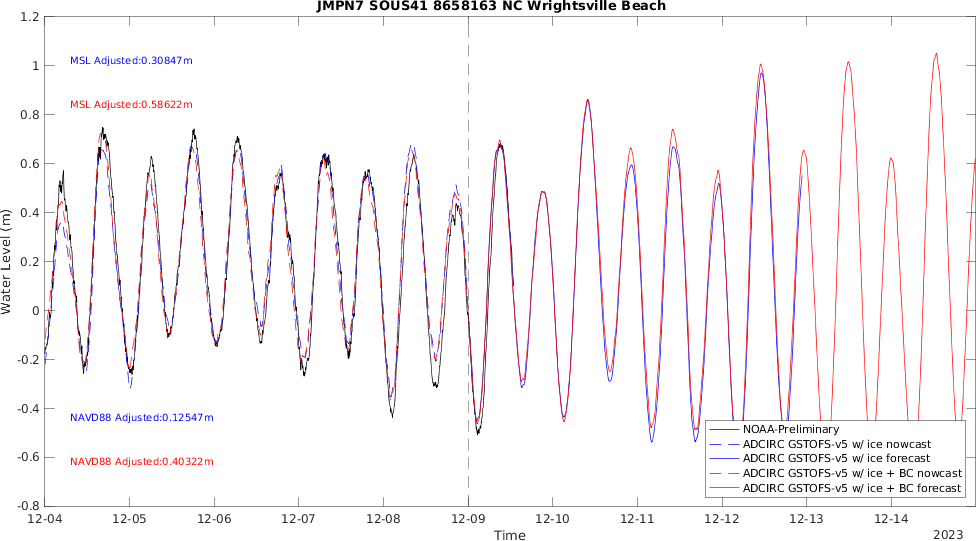 JMPN7 SOUS41 8658163 NC Wrightsville Beach
Water Level (m)
1.2
1
0.8
0.6
0.4
0.2
0
-0.2
-0.4
-0.6
-0.8
MSL Adjusted:0.30847m
MSL Adjusted:0.58622m
NAVD88 Adjusted:0.12547m
NAVD88 Adjusted:0.40322m
NOAA-Preliminary
ADCIRC GSTOFS-v5 w/ ice nowcast
ADCIRC GSTOFS-v5 w/ ice forecast
ADCIRC GSTOFS-v5 w/ ice + BC nowcast
ADCIRC GSTOFS-v5 w/ ice + BC forecast
12-04 12-05 12-06 12-07 12-08 12-09 12-10 12-11 12-12 12-13 12-14
Time
2023